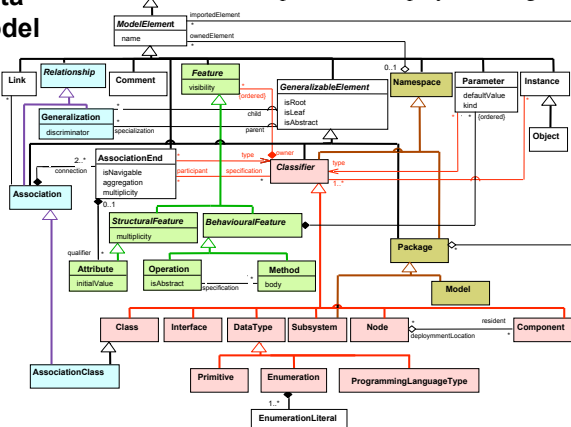 odel
ModelElement
name
importedElement
*
ownedElement
*
0..1
Link
Relationship
Comment
Feature
visibility
GeneralizableElement
isRoot
isLeaf
isAbstract
Namespace
Parameter
defaultValue
kind
Instance
Object
*
{ordered}
{ordered}
Generalization
discriminator
*
child
*
specialization
parent
*
*
owner
2..*
connection
AssociationEnd
isNavigable
aggregation
multiplicity
*
type
*
participant
specification
*
Classifier
type
1..*
*
*
*
Association
0..1
StructuralFeature
multiplicity
BehaviouralFeature
Package
*
qualifier
*
Attribute
initialValue
Operation
isAbstract
specification
*
Method
body
Model
Class
Interface
DataType
Subsystem
Node
resident
*
deploymmentLocation
*
Component
AssociationClass
Primitive
Enumeration
ProgrammingLanguageType
1..*
EnumerationLiteral